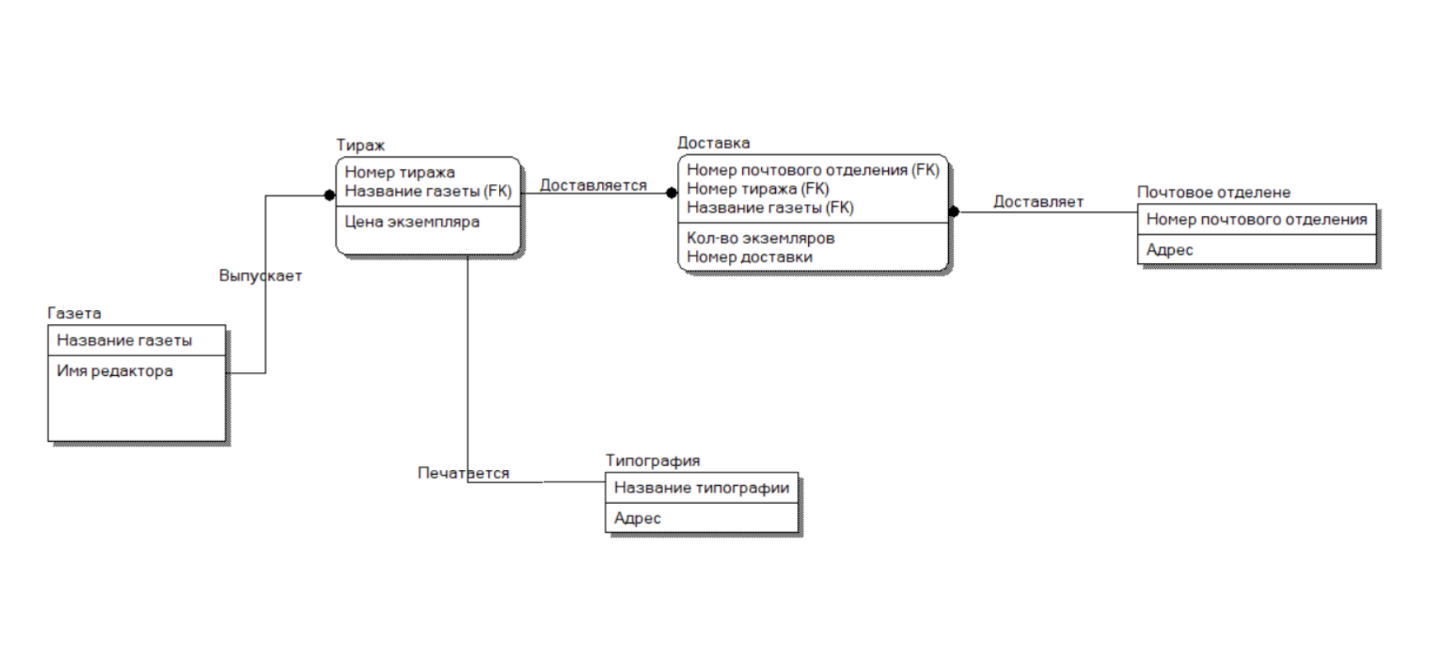 Тираж
Номер тиража
Название газеты (FK)
Цена экземпляра
Доставляется
Доставка
Номер почтового отделения (FK)
Номер тиража (FK)
Название газеты (FK)
Кол-во экземляров
Номер доставки
Доставляет
Почтовое отделене
Номер почтового отделения
Адрес
Выпускает
Газета
Название газеты
Имя редактора
Печатается
Типография
Название типографии
Адрес